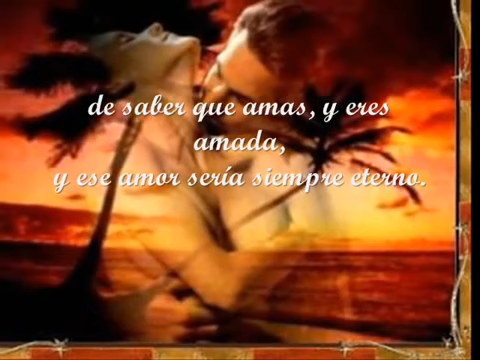 de saber que amas, y eres
amada,
y ese amor sería siempre eterno.